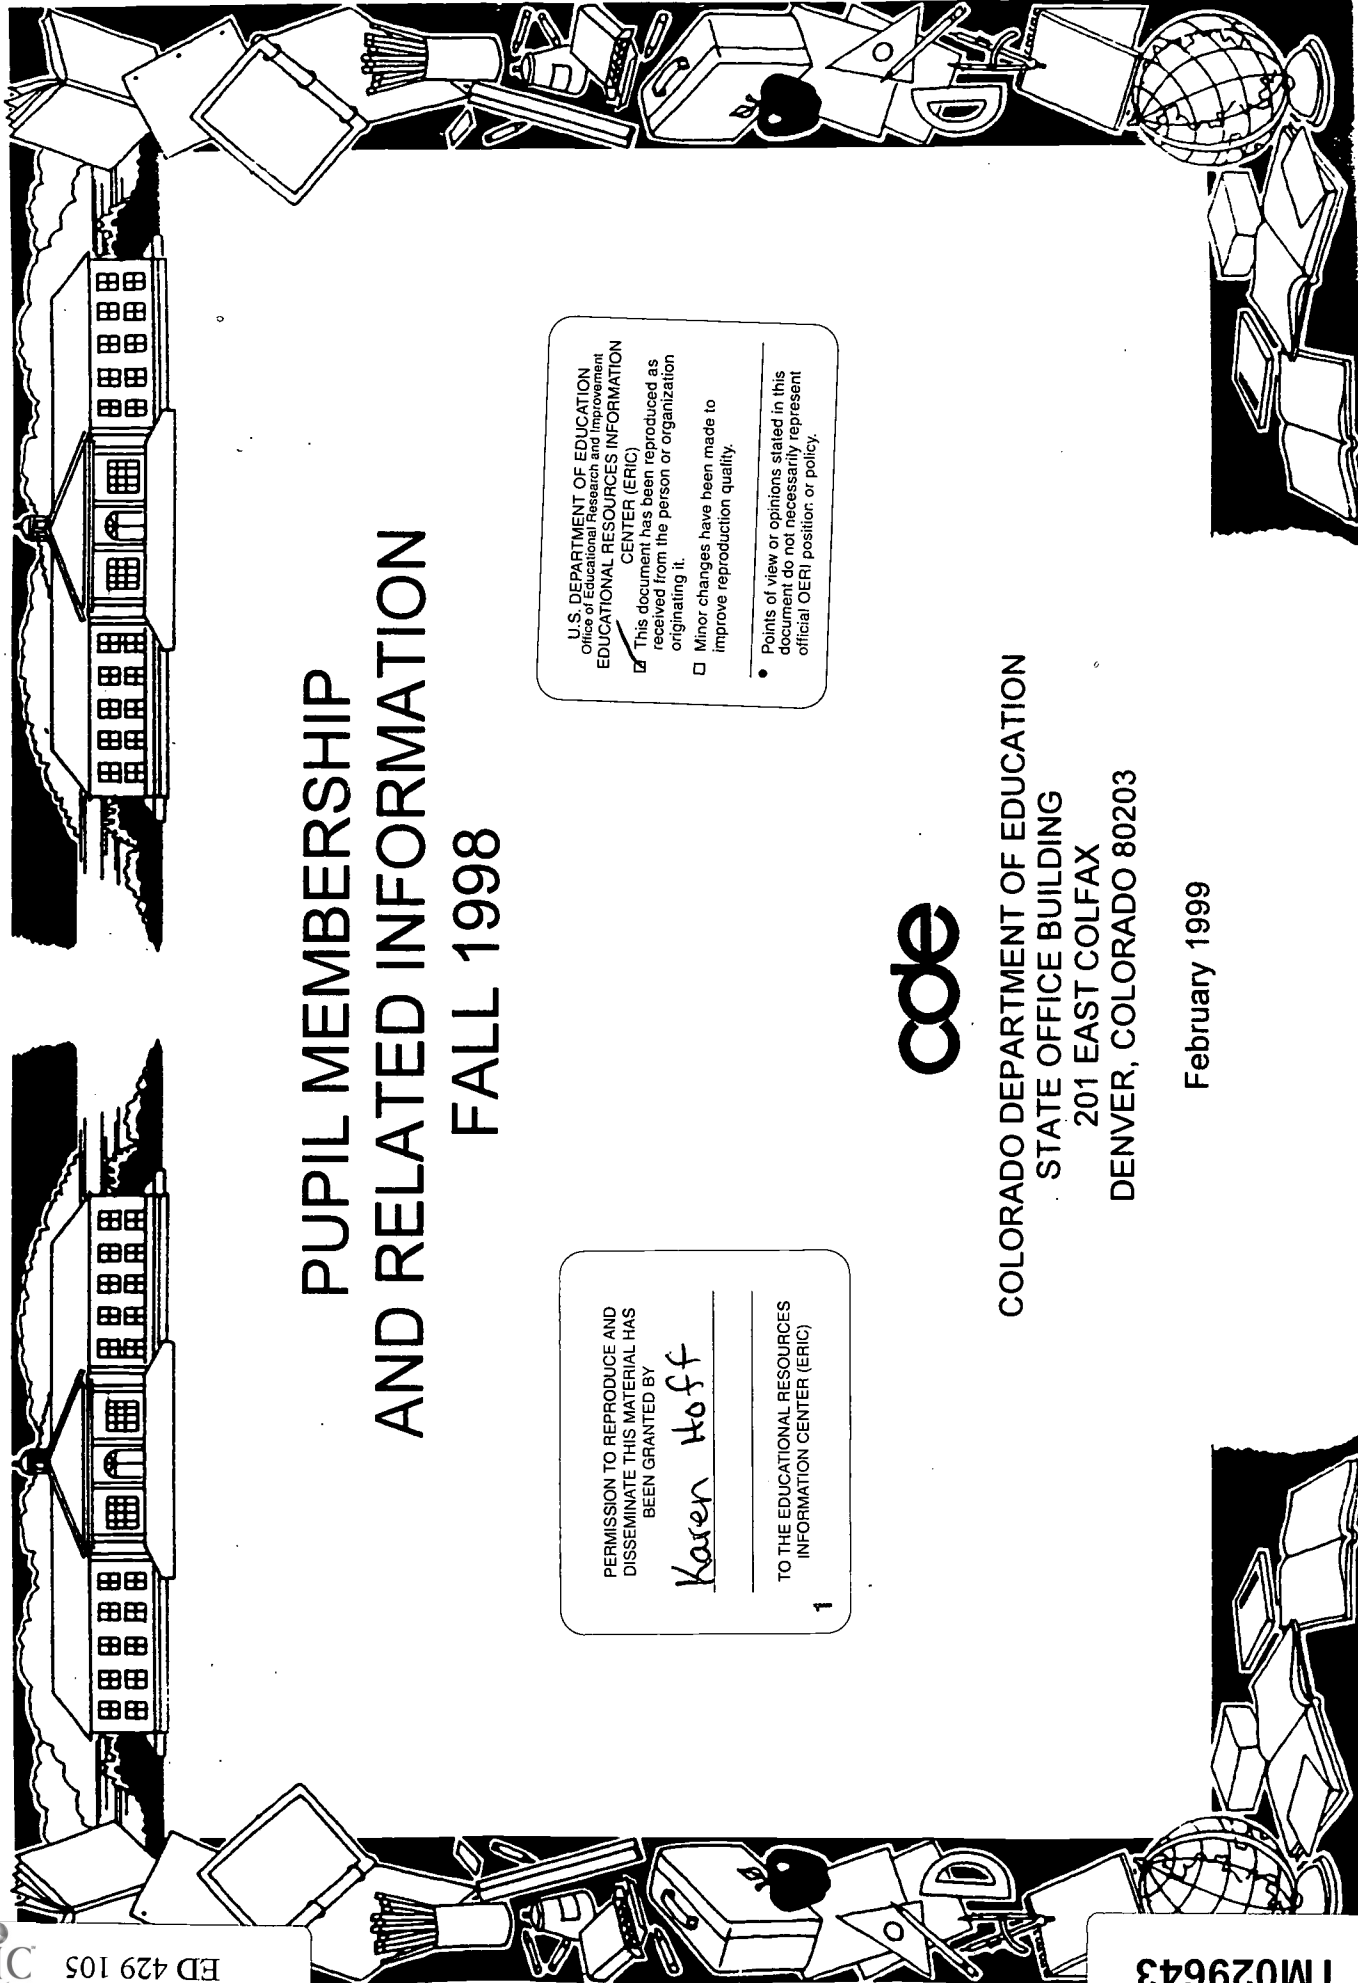 PUPIL MEMBERSHIP
AND RELATED INFORMATION
FALL 1998
PERMISSION TO REPRODUCE AND
DISSEMINATE THIS MATERIAL HAS
BEEN GRANTED BY
Karen Hoff
TO THE EDUCATIONAL RESOURCES
INFORMATION CENTER (ERIC)
1
U.S. DEPARTMENT OF EDUCATION
Office of Educational Research and Improvement
EDUCATIONAL RESOURCES INFORMATION
CENTER (ERIC)
This document has been reproduced as
received from the person or organization
originating it.
□ Minor changes have been made to
improve reproduction quality.
• Points of view or opinions stated in this
document do not necessarily represent
official OERI position or policy.
cde
COLORADO DEPARTMENT OF EDUCATION
STATE OFFICE BUILDING
201 EAST COLFAX
DENVER, COLORADO 80203
February 1999
ED 429 105
TM029643